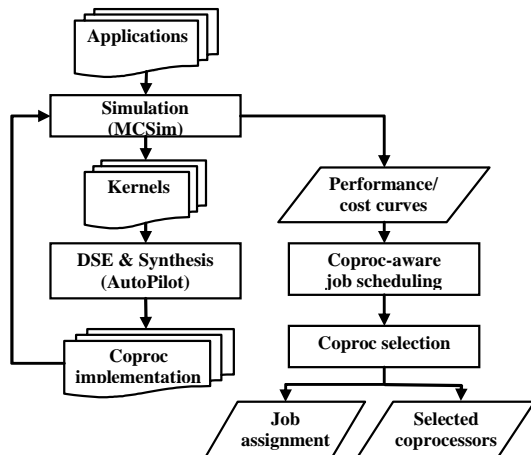 Applications
Simulation
(MCSim)
Kernels
DSE & Synthesis
(AutoPilot)
Coproc
implementation
Performance/
cost curves
Coproc-aware
job scheduling
Coproc selection
Job
assignment
Selected
coprocessors